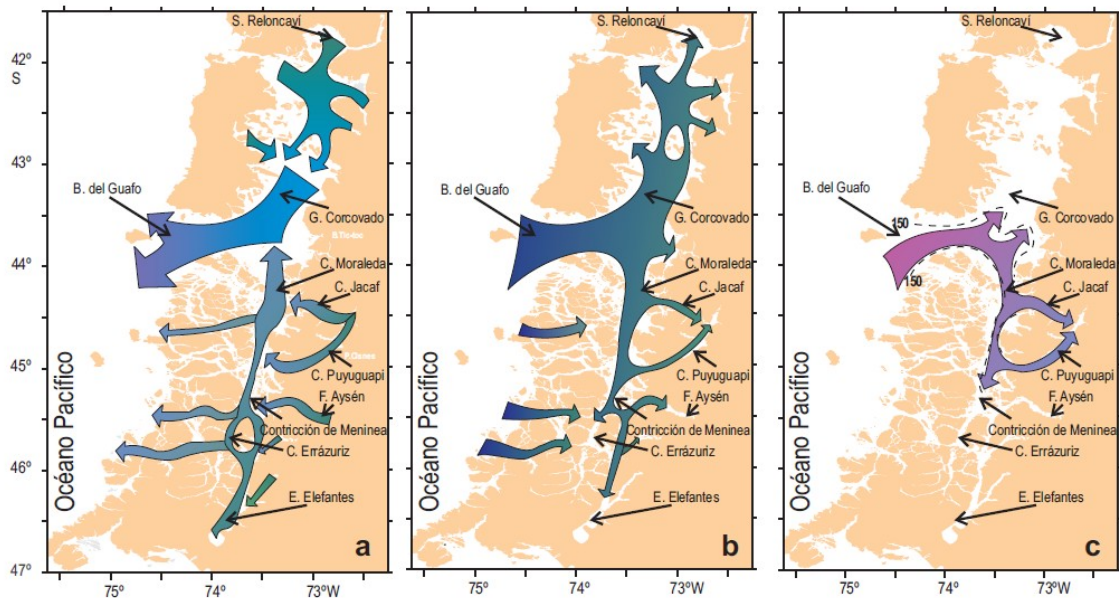 S. Reloncaví
42º
S
43º
B. del Guafo
G. Corcovado
44º
C. Moraleda
C. Jacaf
45º
C. Puyuguapi
F. Aysén
Contricción de Meninea
C. Errázuriz
46º
E. Elefantes
Océano Pacífico
a
47º
75º
74º
73ºW
S. Reloncaví
B. del Guafo
G. Corcovado
C. Moraleda
C. Jacaf
C. Puyuguapi
F. Aysén
Contricción de Meninea
C. Errázuriz
E. Elefantes
Océano Pacífico
b
75º
74º
73ºW
S. Reloncaví
B. del Guafo
150
G. Corcovado
150
C. Moraleda
C. Jacaf
C. Puyuguapi
F. Aysén
Contricción de Meninea
C. Errázuriz
E. Elefantes
Océano Pacífico
c
75º
74º
73ºW